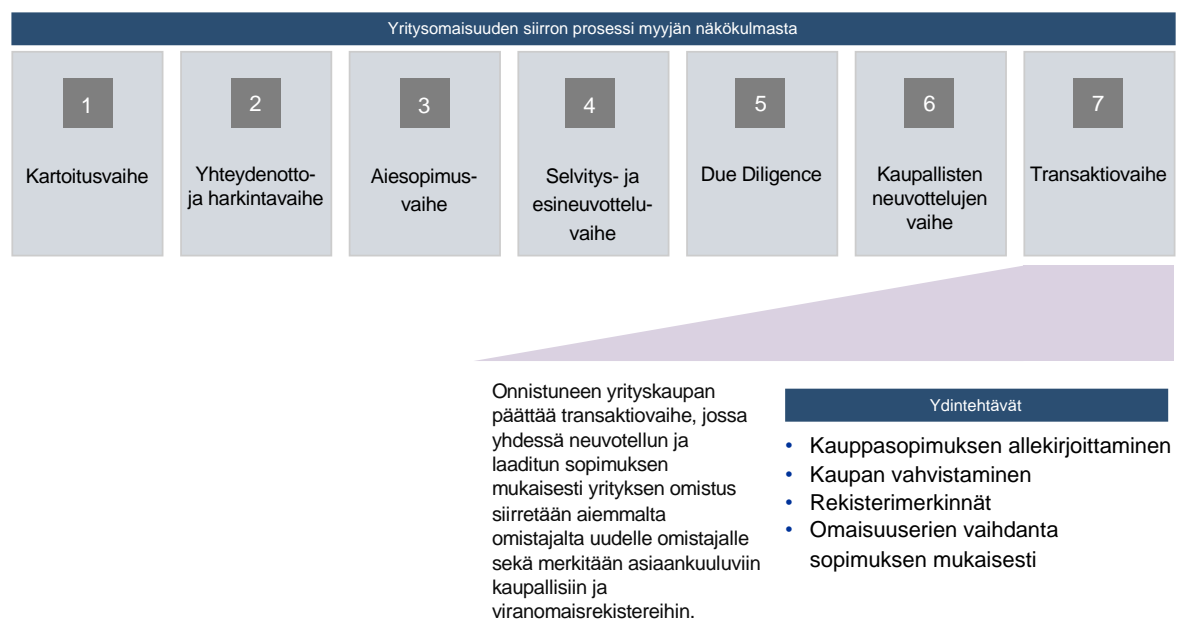 Yritysomaisuuden siirron prosessi myyjän näkökulmasta
1
Kartoitusvaihe
2
Yhteydenotto-
ja harkintavaihe
3
Aiesopimus-
vaihe
4
Selvitys- ja
esineuvottelu-
vaihe
5
Due Diligence
6
Kaupallisten
neuvottelujen
vaihe
7
Transaktiovaihe
Onnistuneen yrityskaupan
päättää transaktiovaihe, jossa
yhdessä neuvotellun ja
laaditun sopimuksen
mukaisesti yrityksen omistus
siirretään aiemmalta
omistajalta uudelle omistajalle
sekä merkitään asiaankuuluviin
kaupallisiin ja
viranomaisrekistereihin.
Ydintehtävät
• Kauppasopimuksen allekirjoittaminen
• Kaupan vahvistaminen
• Rekisterimerkinnät
• Omaisuuserien vaihdanta
sopimuksen mukaisesti